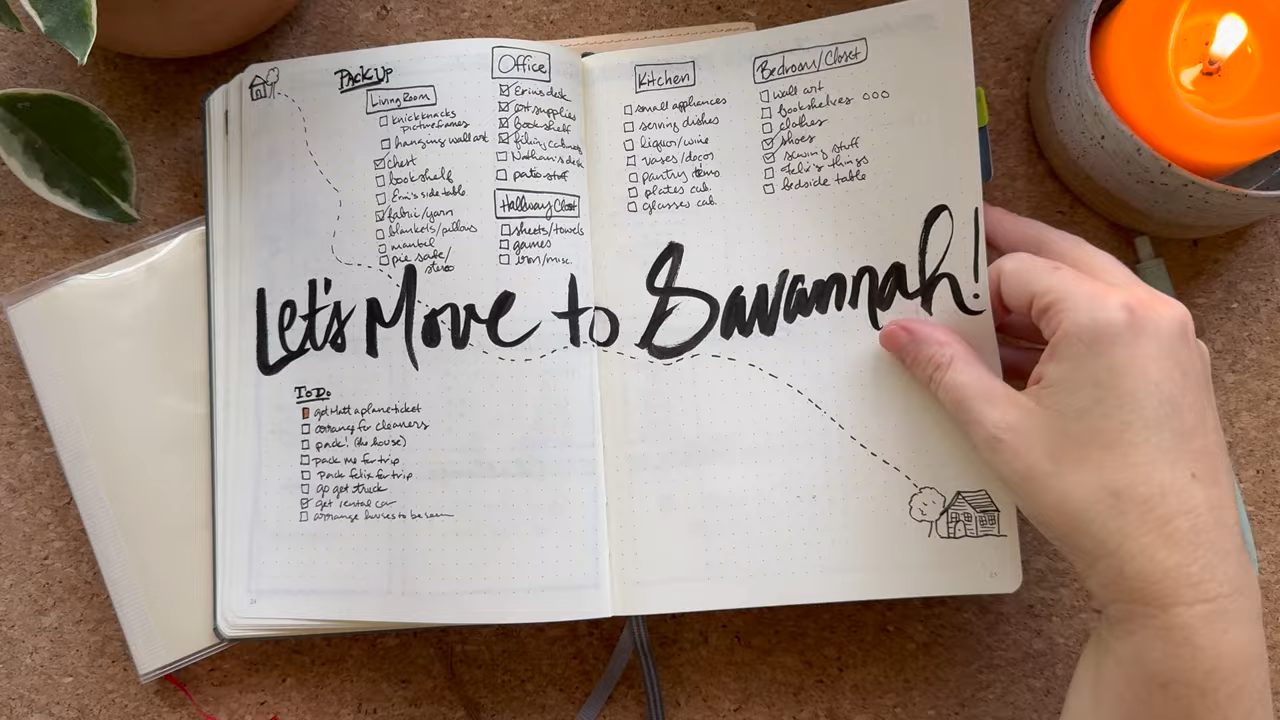 Pack Up
Living Room
knickknacks
picture frames
hanging wall art
chest
bookshelf
Erin's side table
fabric/yarn
blankets/pillows
mantel
pie safe/
stereo
Office
Erin's desk
art supplies
bookshelf
filing cabinets
Nathan's desk
patio stuff
Hallway Closet
sheets/towels
games
iron/misc.
Kitchen
small appliances
serving dishes
liquor/wine
vases/decor
pantry items
plates cab.
glasses cab.
Bedroom/Closet
wall art
bookshelves
clothes
shoes
sewing stuff
Felix's things
bedside table
Let's Move to Savannah!
To Do
get Matt a plane ticket
arrange for cleaners
pack! (the house)
pack me for trip
pack Felix for trip
go get truck
get rental car
arrange houses to be seen